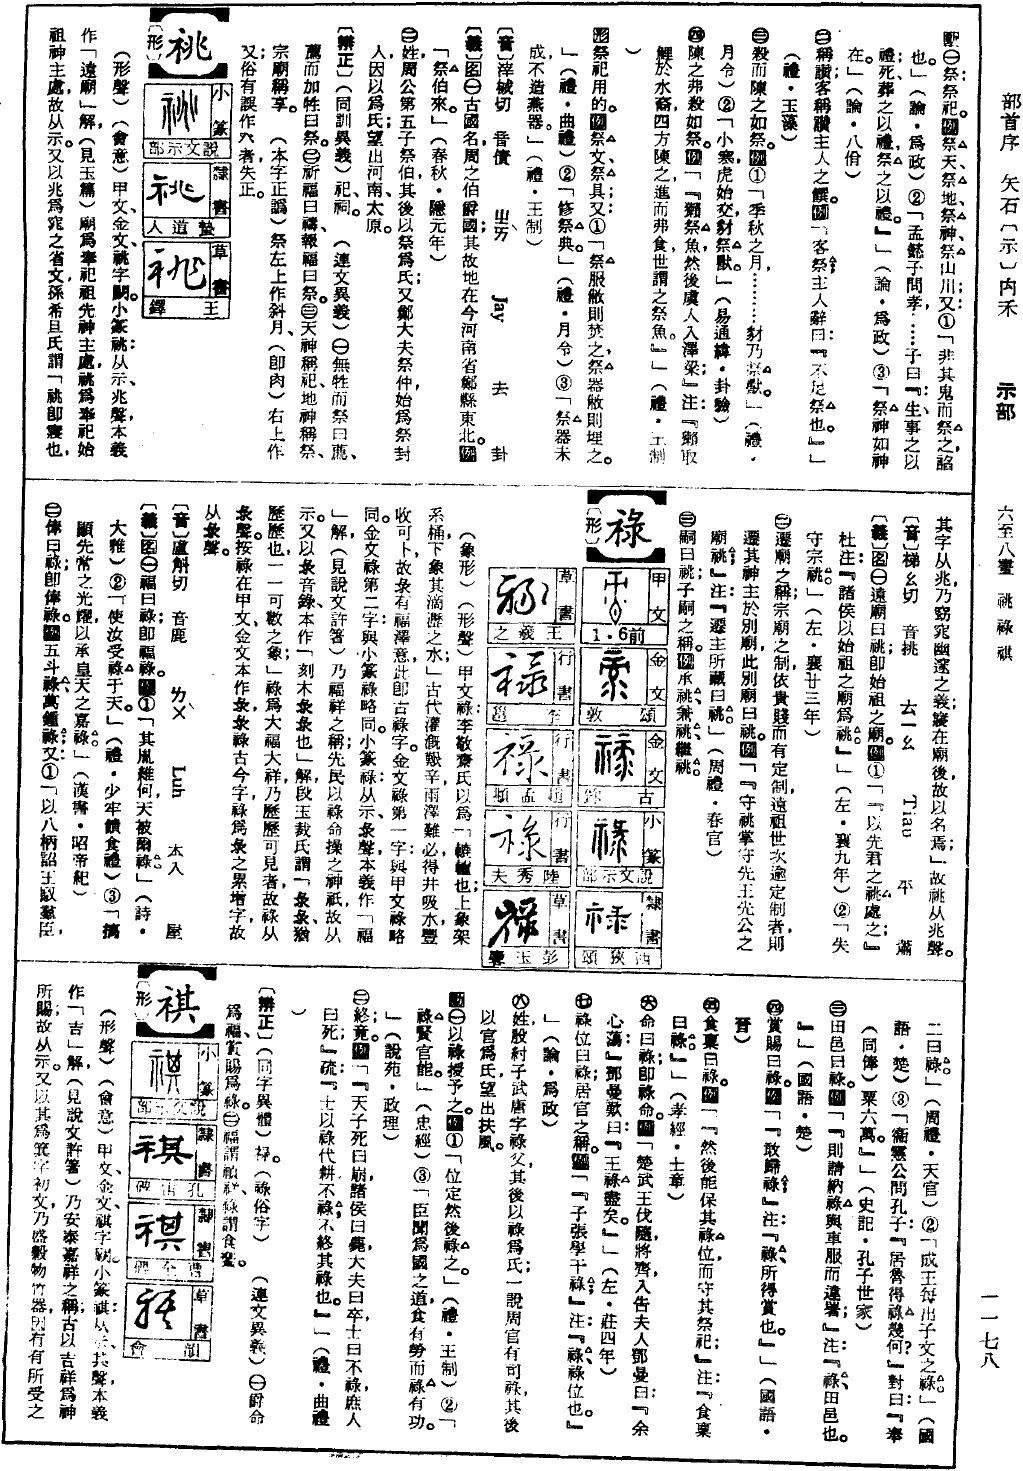 部首序　矢石〔示〕内禾　示部　六至八畫　祧祿祺　一一七八
動㊀祭祭祀。例祭天、祭地、祭神、祭山川；又：①「非其鬼而祭之，諂
也。」（論・爲政）②「孟懿子問孝：……子曰：『生，事之以
禮；死，葬之以禮，祭之以禮。』」（論・爲政）③「祭神如神
在。」（論・八佾）
㊁稱讚客稱讚主人之饌。例「客祭，主人辭曰：『不足祭也。』」
（禮・玉藻）
㊂殺而陳之如祭。例①「季秋之月，……豺乃祭獸。」（禮・
月令）②「小寒，虎始交，豺祭獸。」（易通緯・卦驗）
㊃陳之弗殺如祭。例「『獺祭魚，然後虞人入澤梁。』注：『鄭：取
鯉於水裔，四方陳之，進而弗食，世謂之祭魚。』」（禮・王制
）
形祭祀用的。例祭文、祭具；又：①「祭服敝則焚之，祭器敝則埋之。
」（禮・曲禮）②「修祭典。」（禮・月令）③「祭器未
成，不造燕器。」（禮・王制）
〔音〕滓械切　音債　ㄓㄞˋ　Jay　去　卦
〔義〕図㊀古國名，周之伯爵國，其故地在今河南省鄭縣東北。例
「祭伯來。」（春秋・隱元年）
㊁姓周公第五子祭伯，其後以祭爲氏；又鄭大夫祭仲始爲祭封
人，因以爲氏；望出河南、太原。
〔辨正〕（同訓異義）祀、祠。　（連文異義）㊀無牲而祭曰薦，
薦而加牲曰祭。㊁祈福曰禱，報福曰祭。㊂天神稱祀，地神稱祭，
宗廟稱享。　（本字正譌）祭左上作斜月，（卽肉）右上作
又；俗有誤作癶者，失正。
祧
〔形〕
小篆　說文示部
隸書　蟄道人
草書　王鐸
（形聲）（會意）甲文、金文祧字闕。小篆祧：从示，兆聲，本義
作「遠廟」解，（見玉篇）廟爲奉祀祖先神主處，祧爲奉祀始
祖神主處，故从示。又以兆爲窕之省文，孫希旦氏謂「祧卽寢也，
其字从兆，乃窈窕幽邃之義，寢在廟後，故以名焉；」故祧从兆聲。
〔音〕梯幺切　音挑　ㄊㄧㄠ　Tiau　平　蕭
〔義〕図㊀遠廟曰祧，卽始祖之廟。例①「『以先君之祧處之。』
杜注：『諸侯以始祖之廟爲祧。』」（左・襄九年）②「失
守宗祧。」（左・襄廿三年）
㊁遷廟之稱宗廟之制，依貴賤而有定制，遠祖世次逾定制者，則
遷其神主於別廟，此別廟曰祧。例「『守祧，掌守先王先公之
廟祧。』注：『遷主所藏曰祧。』」（周禮・春官）
㊂嗣曰祧子嗣之稱。例承祧、兼祧、繼祧。
祿
〔形〕
甲文　前6.1
金文　頌敦
小篆　說文示部
隸書　西狹頌
草書　王羲之
行書　陸秀夫
草書　彭玉麐
（象形）（形聲）甲文祿：李敬齋氏以爲「轆轤也，上象架
系桶，下象其滴瀝之水；」古代灌漑艱辛，雨澤難必，得井吸水，豐
收可卜，故彔有福澤意，此卽古祿字。金文祿第一字與甲文祿略
同。金文祿第二字與小篆祿略同。小篆祿：从示，彔聲，本義作「福
」解，（見說文許箸）乃福祥之稱；先民以祿命操之神祇，故从
示。又以彔音錄，本作「刻木彔彔也」解，段玉裁氏謂「彔彔猶
歷歷也，一一可數之象；」祿爲大福大祥，乃歷歷可見者，故祿从
彔聲。按祿在甲文、金文本作彔，彔祿古今字，祿爲彔之累增字，故
从彔聲。
〔音〕盧斛切　音鹿　ㄌㄨˋ　Luh　太入　屋
〔義〕図㊀福曰祿卽福祿。例①「其胤維何，天被爾祿。」（詩・
大雅）②「使汝受祿于天。」（禮・少牢饋食禮）③「摛
顯先帝之光耀，以承皇天之嘉祿。」（漢書・昭帝紀）
㊁俸曰祿卽俸祿。例五斗祿、萬鍾祿；又：①「以八柄詔王馭羣臣，
二曰祿。」（周禮・天官）②「成王每出子文之祿。」（國
語・楚）③「衞靈公問孔子：『居魯得祿幾何？』對曰：『奉
（同俸）粟六萬。』」（史記・孔子世家）
㊂田邑曰祿。例「『則請納祿與車服而違署。』注：『祿，田邑也。
』」（國語・楚）
㊃賞賜曰祿。例「『敢歸祿。』注：『祿，所得賞也。』」（國語・
晉）
㊄食稟曰祿。例「『然後能保其祿位，而守其祭祀。』注：『食稟
曰祿。』」（孝經・士章）
㊅命曰祿卽祿命。例「楚武王伐隨，將齊，入告夫人鄧曼曰：『余
心蕩。』鄧曼歎曰：『王祿盡矣。』」（左・莊四年）
㊆祿位曰祿居官之稱。例「『子張學干祿。』注：『祿，祿位也。』
」（論・爲政）
㊇姓殷紂子武庚字祿父，其後以祿爲氏；一說周官有司祿，其後
以官爲氏；望出扶風。
動㊀以祿授予之。例①「位定然後祿之。」（禮・王制）②「
祿賢官能。」（忠經）③「臣聞爲國之道，食有勞而祿有功。
」（說苑・政理）
㊁終竟。例「『天子死曰崩，諸侯曰薨，大夫曰卒，士曰不祿，庶人
曰死。』疏：『士以祿代耕，不祿，不終其祿也。』」（禮・曲禮
）
〔辨正〕（同字異體）禄（祿俗字）　（連文異義）㊀爵命
爲福，賞賜爲祿。㊁福謂禎祥，祿謂食廩。
祺
〔形〕
小篆　說文示部
隸書　孔宙碑
隸書　曹全碑
草書　韻會
（形聲）（會意）甲文、金文祺字闕。小篆祺：从示，其聲，本義
作「吉」解，（見說文許箸）乃安泰嘉祥之稱；古以吉祥爲神
所賜，故从示。又以其爲箕字初文，乃盛穀物竹器，因有有所受之